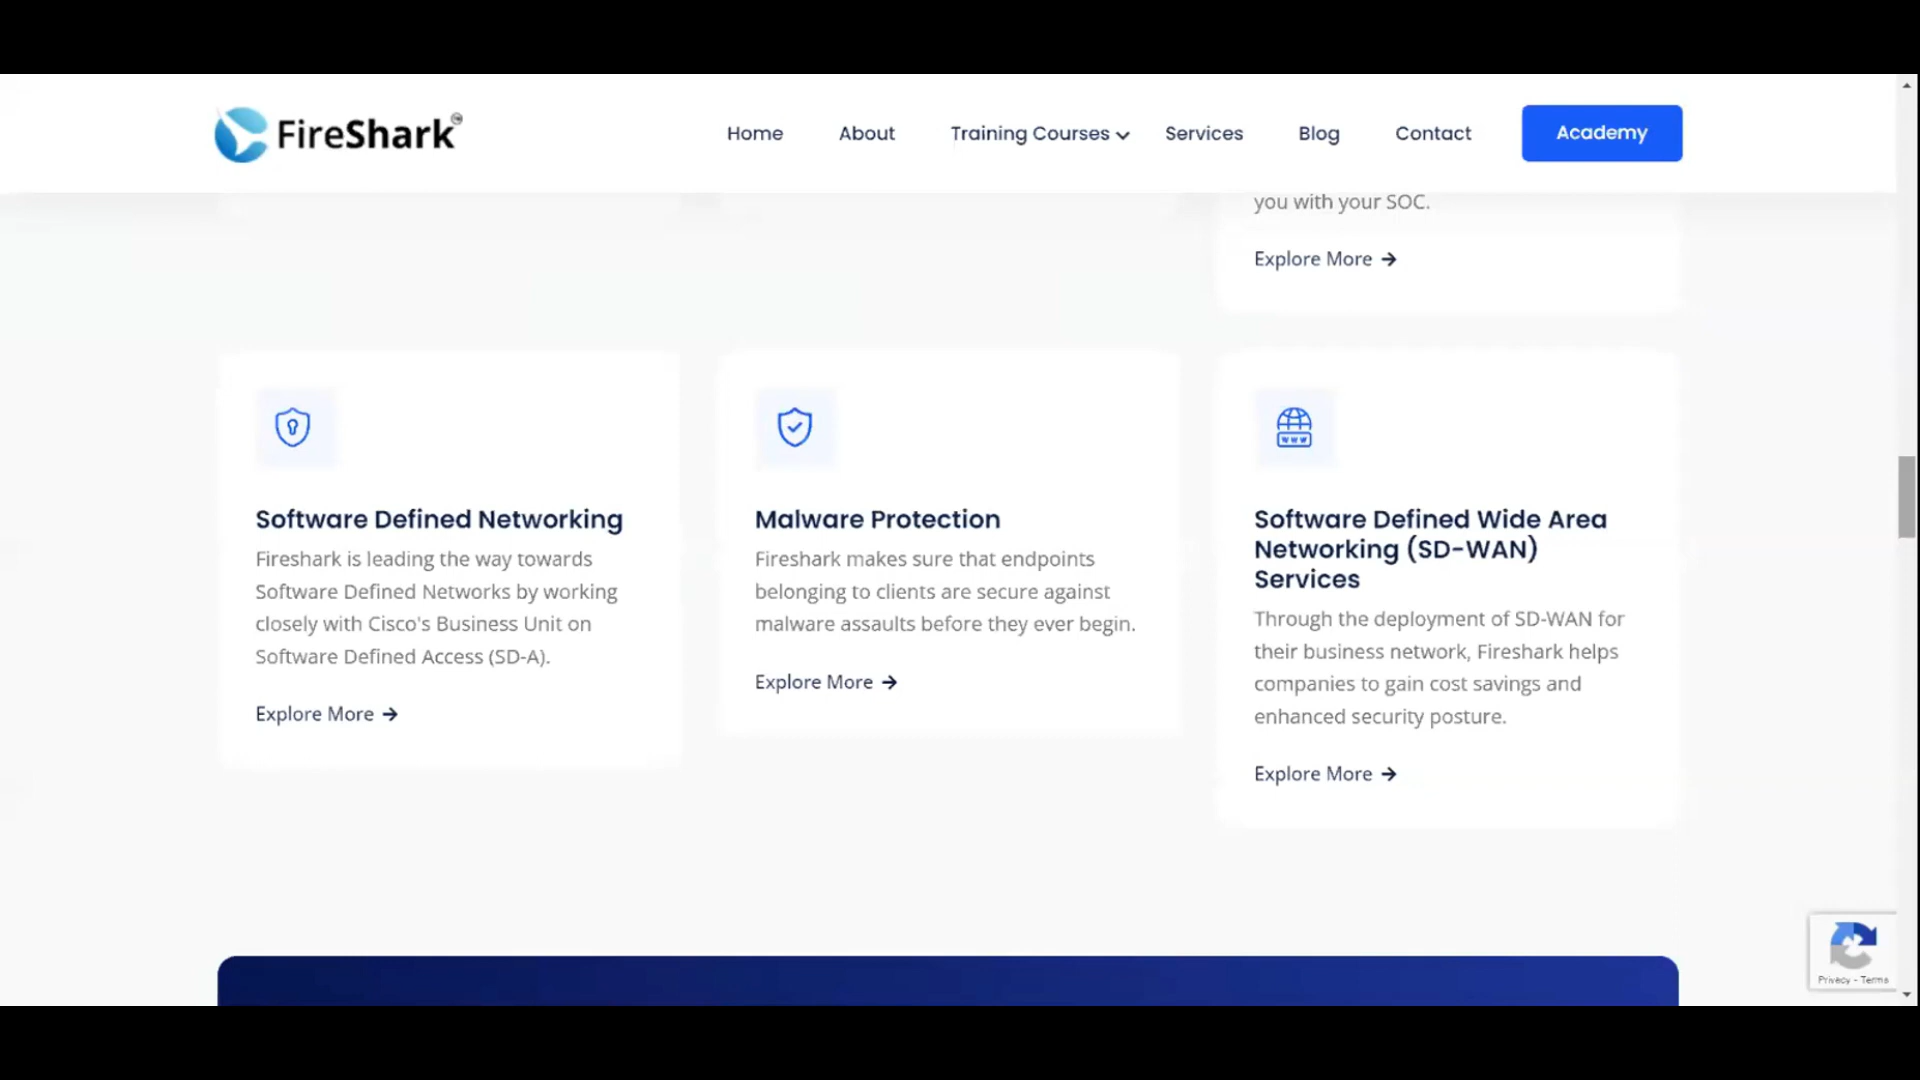 FireShark
Home About Training Courses Services Blog Contact Academy
you with your SOC.
Explore More
Software Defined Networking
Fireshark is leading the way towards
Software Defined Networks by working
closely with Cisco's Business Unit on
Software Defined Access (SD-A).
Explore More
Malware Protection
Fireshark makes sure that endpoints
belonging to clients are secure against
malware assaults before they ever begin.
Explore More
www
Software Defined Wide Area
Networking (SD-WAN)
Services
Through the deployment of SD-WAN for
their business network, Fireshark helps
companies to gain cost savings and
enhanced security posture.
Explore More
Privacy - Terms